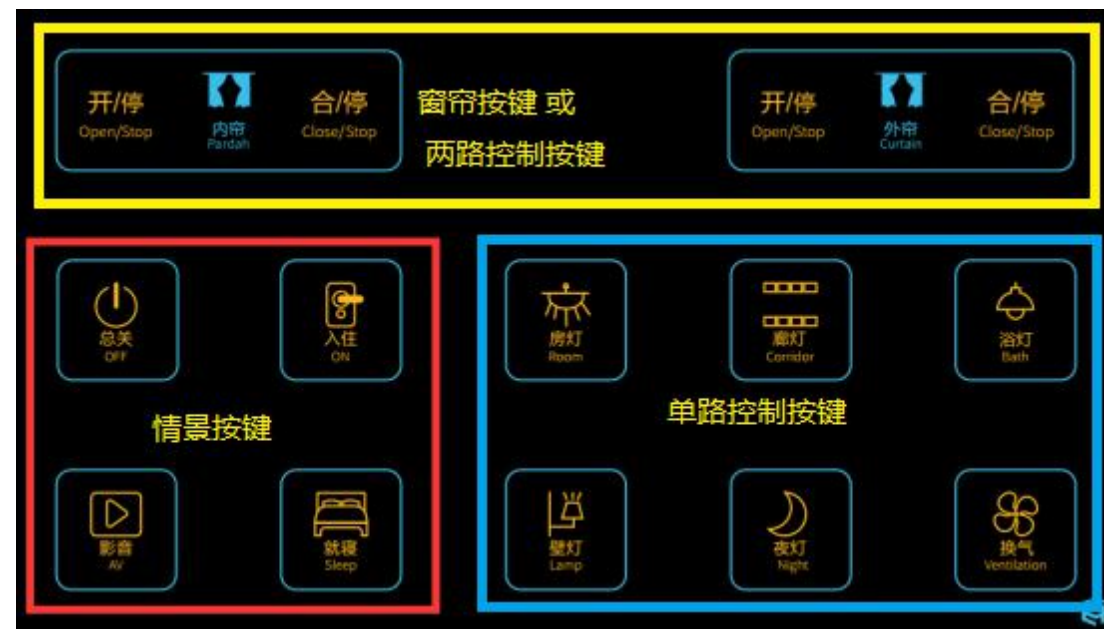 开/停
Open/Stop
内帘
Pardah
合/停
Close/Stop
窗帘按键 或
两路控制按键
开/停
Open/Stop
外帘
Curtain
合/停
Close/Stop
总关
OFF
入住
ON
情景按键
影音
AV
就寝
Sleep
房灯
Room
廊灯
Corridor
浴灯
Bath
单路控制按键
壁灯
Lamp
夜灯
Night
换气
Ventilation